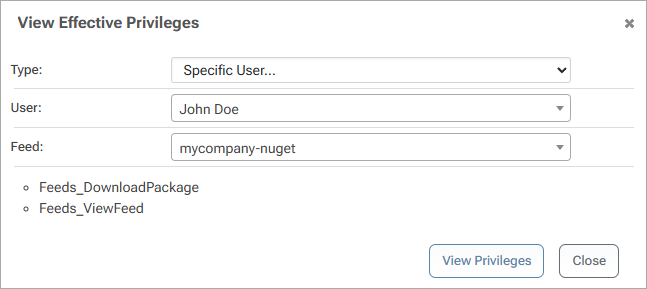 View Effective Privileges
Type: Specific User...
User: John Doe
Feed: mycompany-nuget
Feeds_DownloadPackage
Feeds_ViewFeed
View Privileges Close